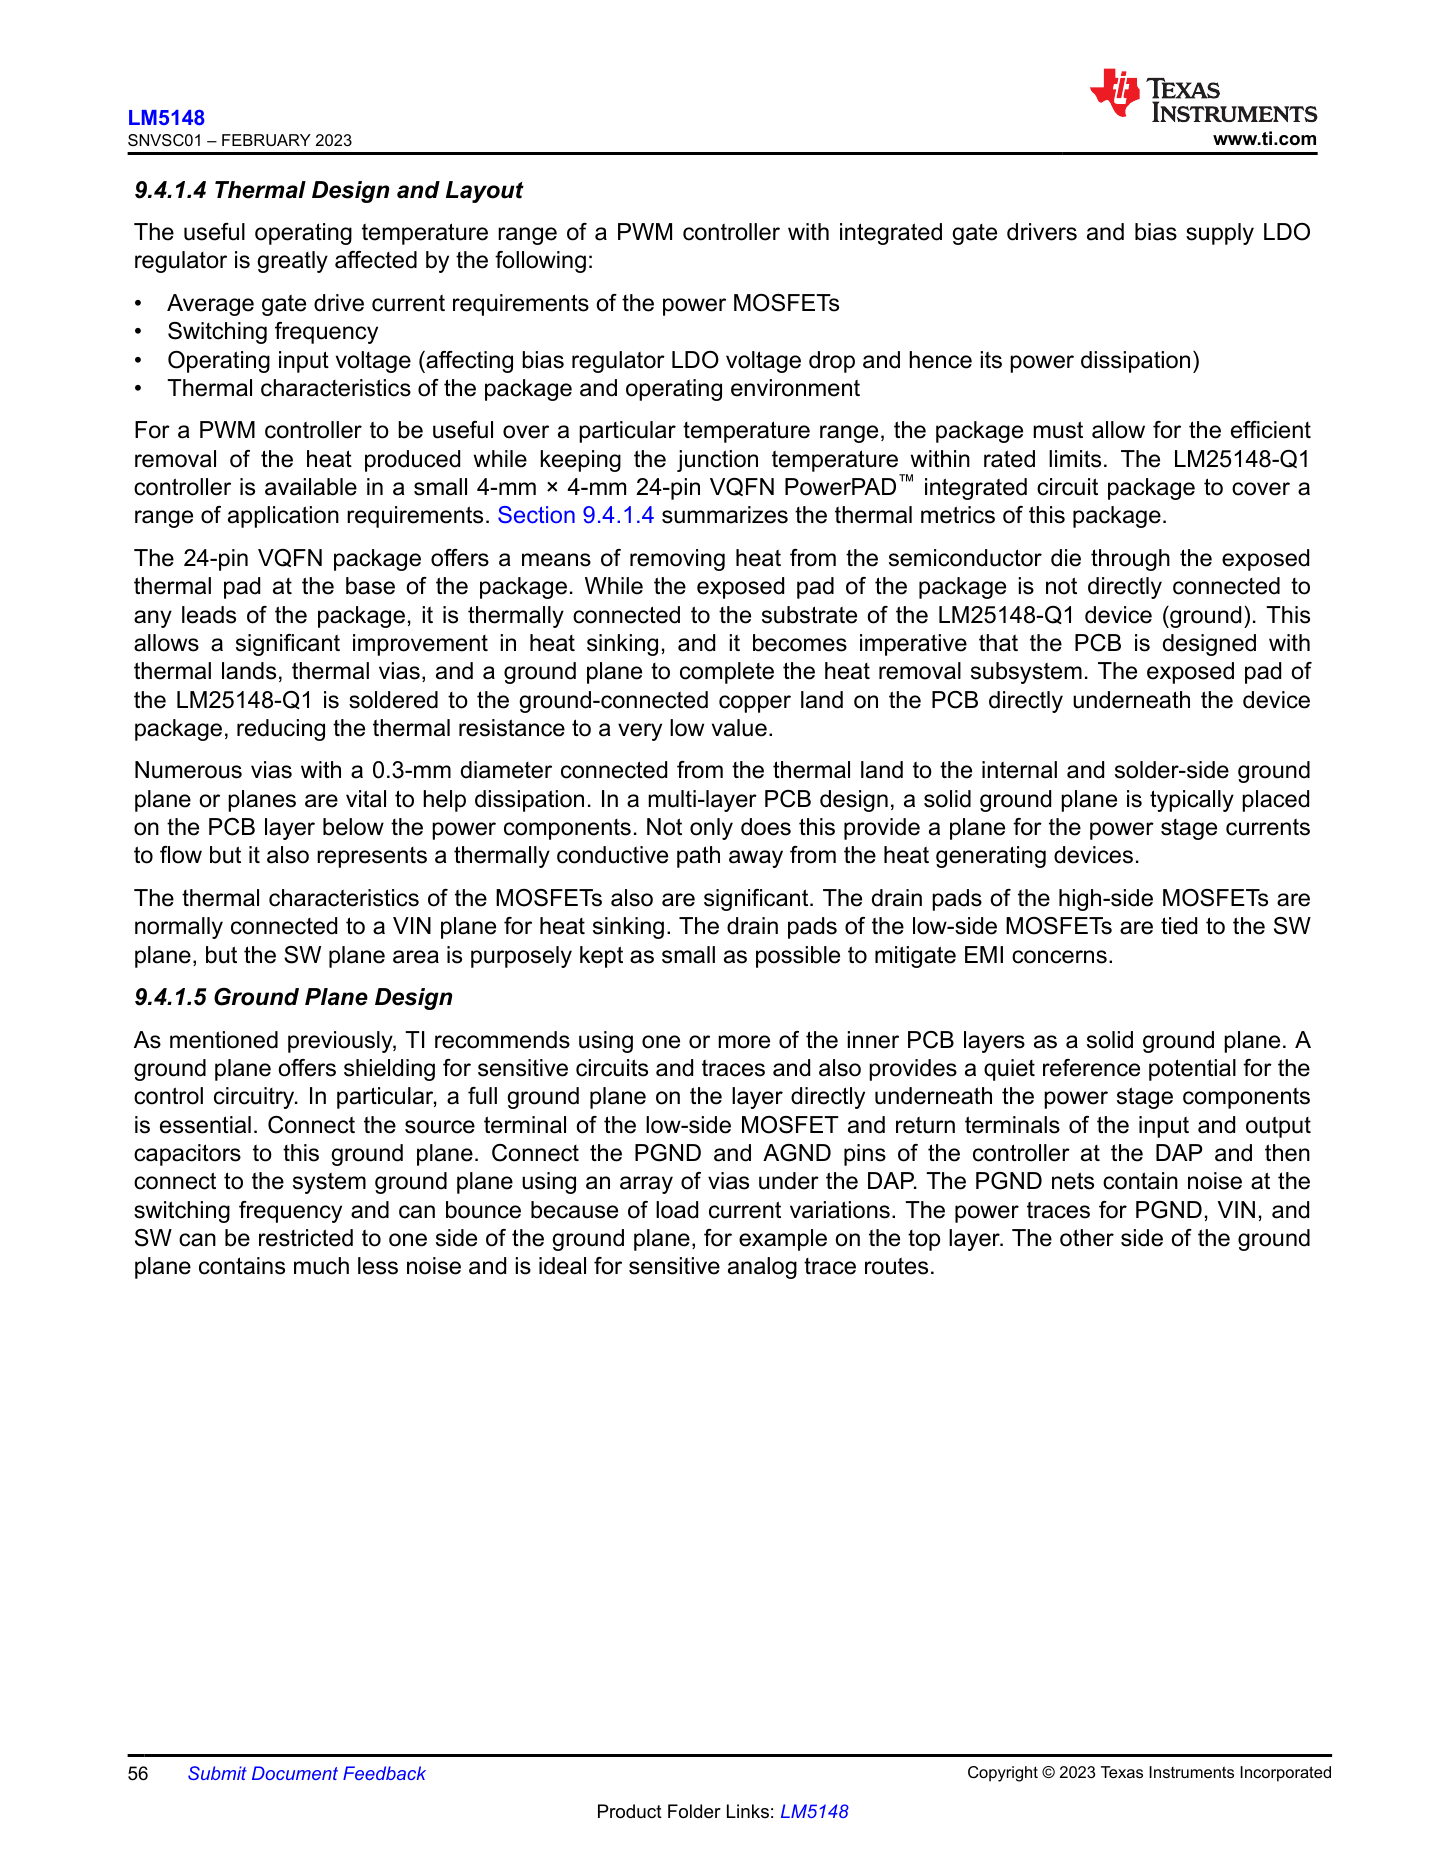 TEXAS
INSTRUMENTS
LM5148
SNVSC01 – FEBRUARY 2023
www.ti.com
9.4.1.4 Thermal Design and Layout
The useful operating temperature range of a PWM controller with integrated gate drivers and bias supply LDO
regulator is greatly affected by the following:
• Average gate drive current requirements of the power MOSFETs
• Switching frequency
• Operating input voltage (affecting bias regulator LDO voltage drop and hence its power dissipation)
• Thermal characteristics of the package and operating environment
For a PWM controller to be useful over a particular temperature range, the package must allow for the efficient
removal of the heat produced while keeping the junction temperature within rated limits. The LM25148-Q1
controller is available in a small 4-mm × 4-mm 24-pin VQFN PowerPAD™ integrated circuit package to cover a
range of application requirements. Section 9.4.1.4 summarizes the thermal metrics of this package.
The 24-pin VQFN package offers a means of removing heat from the semiconductor die through the exposed
thermal pad at the base of the package. While the exposed pad of the package is not directly connected to
any leads of the package, it is thermally connected to the substrate of the LM25148-Q1 device (ground). This
allows a significant improvement in heat sinking, and it becomes imperative that the PCB is designed with
thermal lands, thermal vias, and a ground plane to complete the heat removal subsystem. The exposed pad of
the LM25148-Q1 is soldered to the ground-connected copper land on the PCB directly underneath the device
package, reducing the thermal resistance to a very low value.
Numerous vias with a 0.3-mm diameter connected from the thermal land to the internal and solder-side ground
plane or planes are vital to help dissipation. In a multi-layer PCB design, a solid ground plane is typically placed
on the PCB layer below the power components. Not only does this provide a plane for the power stage currents
to flow but it also represents a thermally conductive path away from the heat generating devices.
The thermal characteristics of the MOSFETs also are significant. The drain pads of the high-side MOSFETs are
normally connected to a VIN plane for heat sinking. The drain pads of the low-side MOSFETs are tied to the SW
plane, but the SW plane area is purposely kept as small as possible to mitigate EMI concerns.
9.4.1.5 Ground Plane Design
As mentioned previously, TI recommends using one or more of the inner PCB layers as a solid ground plane. A
ground plane offers shielding for sensitive circuits and traces and also provides a quiet reference potential for the
control circuitry. In particular, a full ground plane on the layer directly underneath the power stage components
is essential. Connect the source terminal of the low-side MOSFET and return terminals of the input and output
capacitors to this ground plane. Connect the PGND and AGND pins of the controller at the DAP and then
connect to the system ground plane using an array of vias under the DAP. The PGND nets contain noise at the
switching frequency and can bounce because of load current variations. The power traces for PGND, VIN, and
SW can be restricted to one side of the ground plane, for example on the top layer. The other side of the ground
plane contains much less noise and is ideal for sensitive analog trace routes.
56 Submit Document Feedback
Copyright © 2023 Texas Instruments Incorporated
Product Folder Links: LM5148